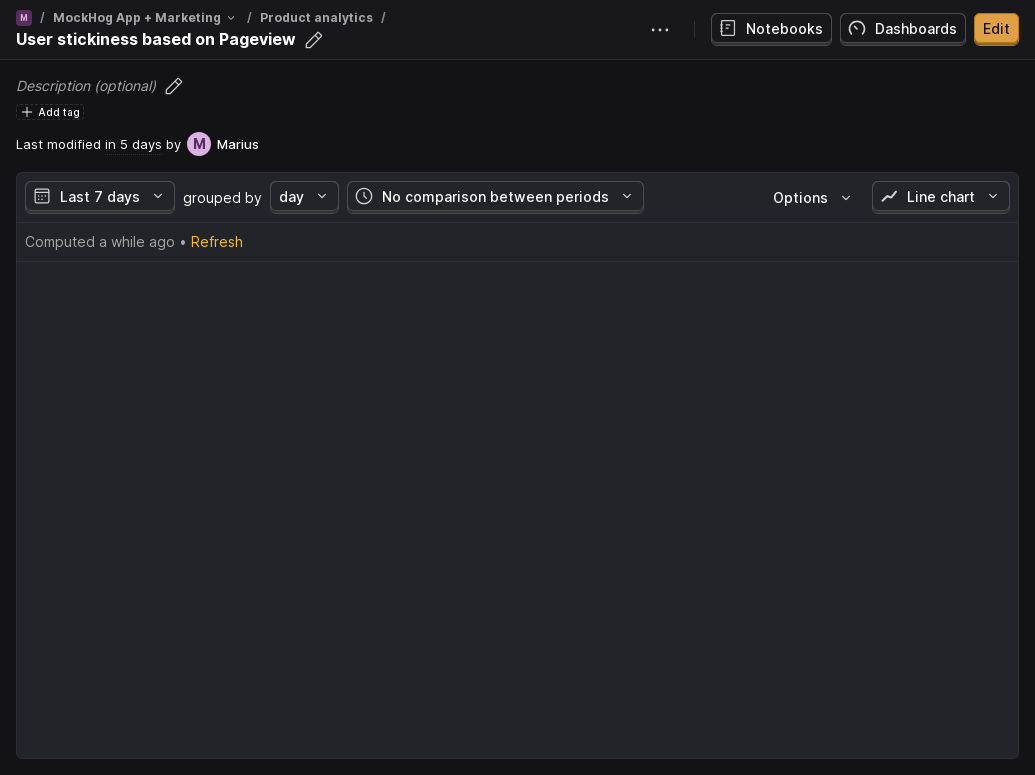 M / MockHog App + Marketing / Product analytics /
User stickiness based on Pageview
Notebooks
Dashboards
Edit
Description (optional)
Add tag
Last modified in 5 days by M Marius
Last 7 days grouped by day No comparison between periods Options Line chart
Computed a while ago • Refresh